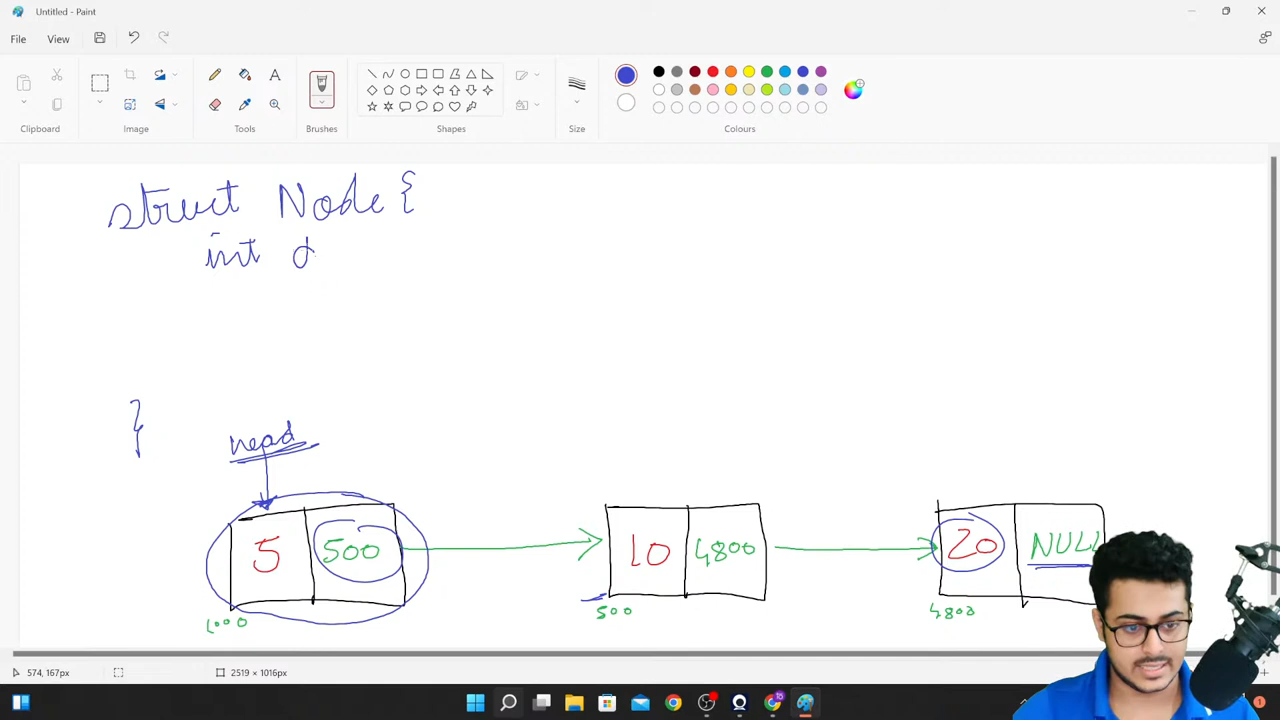 Untitled - Paint
File View
Clipboard Image Tools Brushes Shapes Size Colours
struct Node{
int d
}
head
5 500 10 4800 20 NULL
1000 500 4800
574, 167px 2519 × 1016px